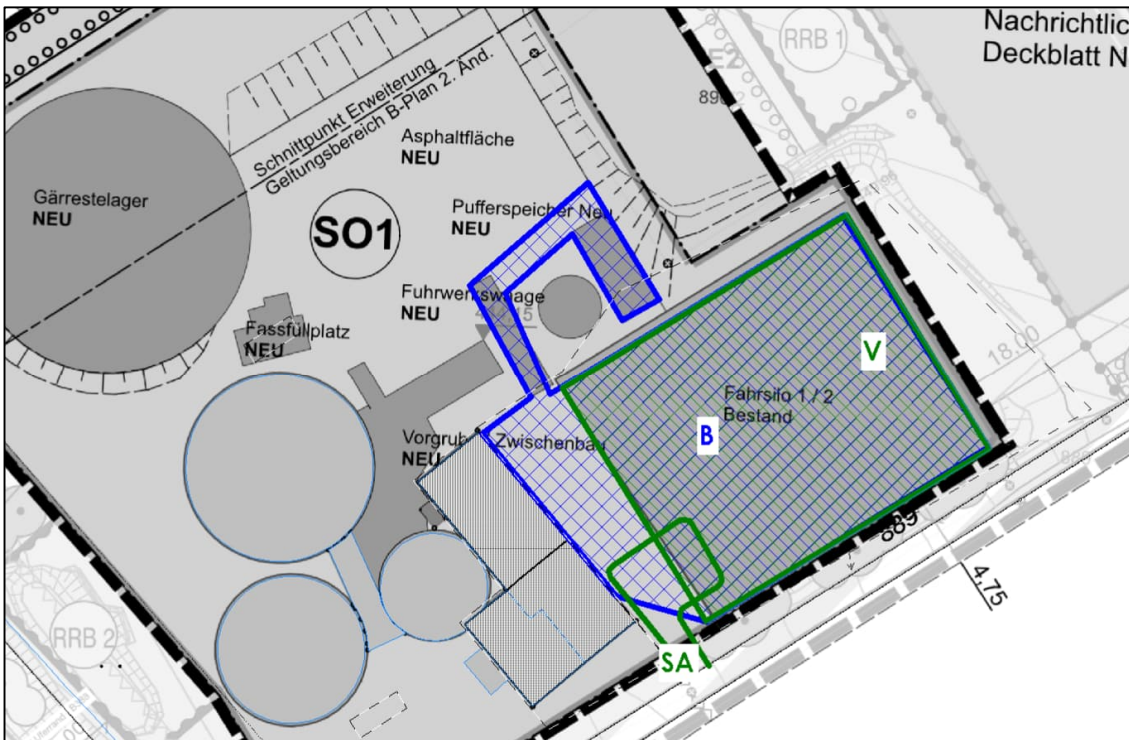 Nachrichtlic
Deckblatt N
RRB 1
E2
Schnittpunkt Erweiterung
Geltungsbereich B-Plan 2. Änd.
Asphaltfläche
NEU
Gärrestelager
NEU
SO1
Pufferspeicher Neu
NEU
Fuhrwerkswaage
NEU
Fassfüllplatz
NEU
18,00
V
Fahrsilo 1 / 2
Bestand
B
Vorgrube
Zwischenbau
NEU
889
4,75
RRB 2
SA